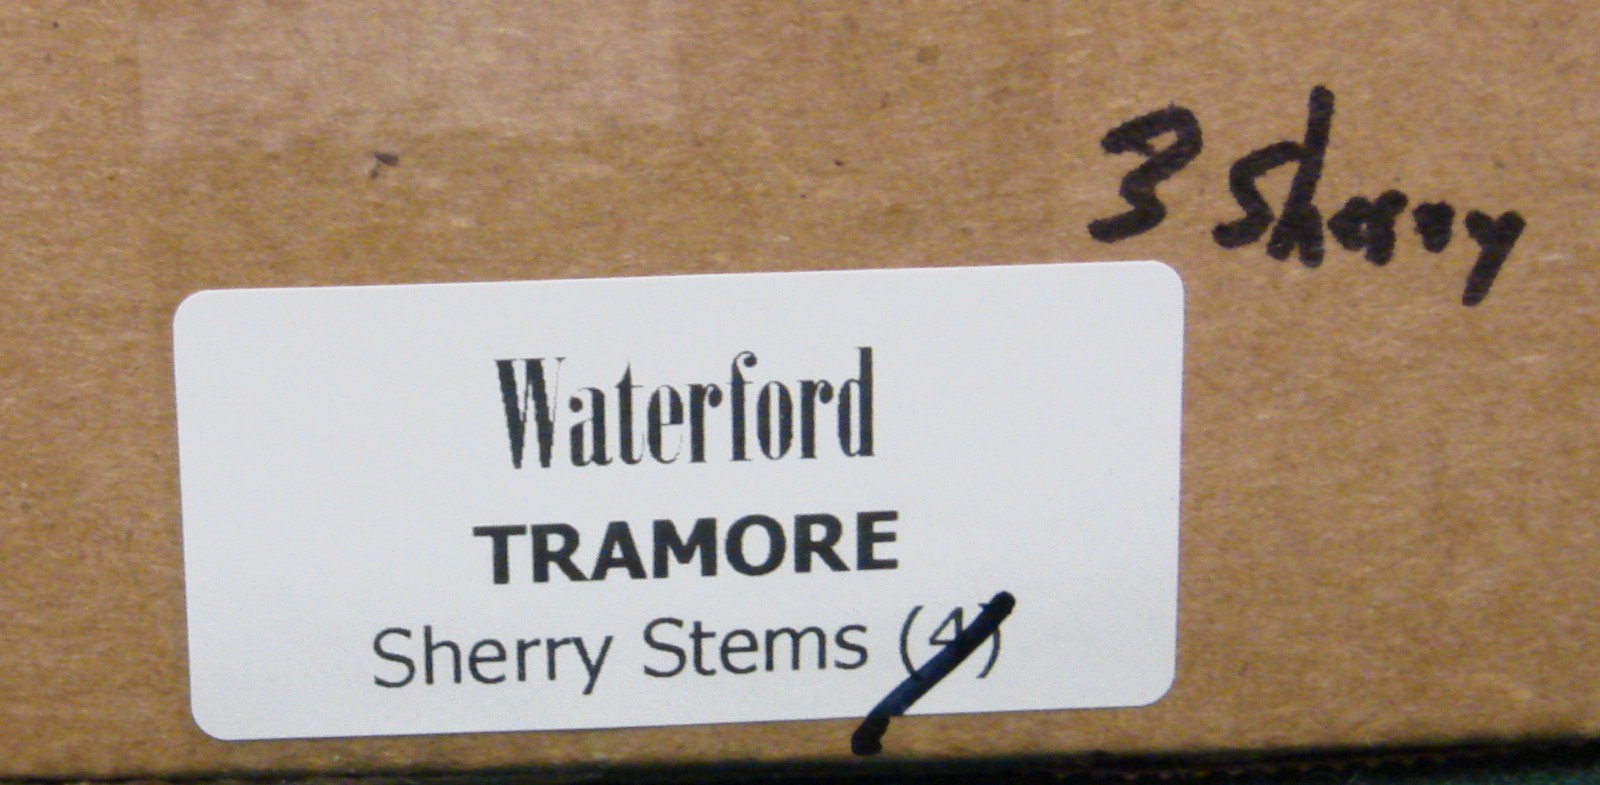 3 Sherry
Waterford
TRAMORE
Sherry Stems (4)